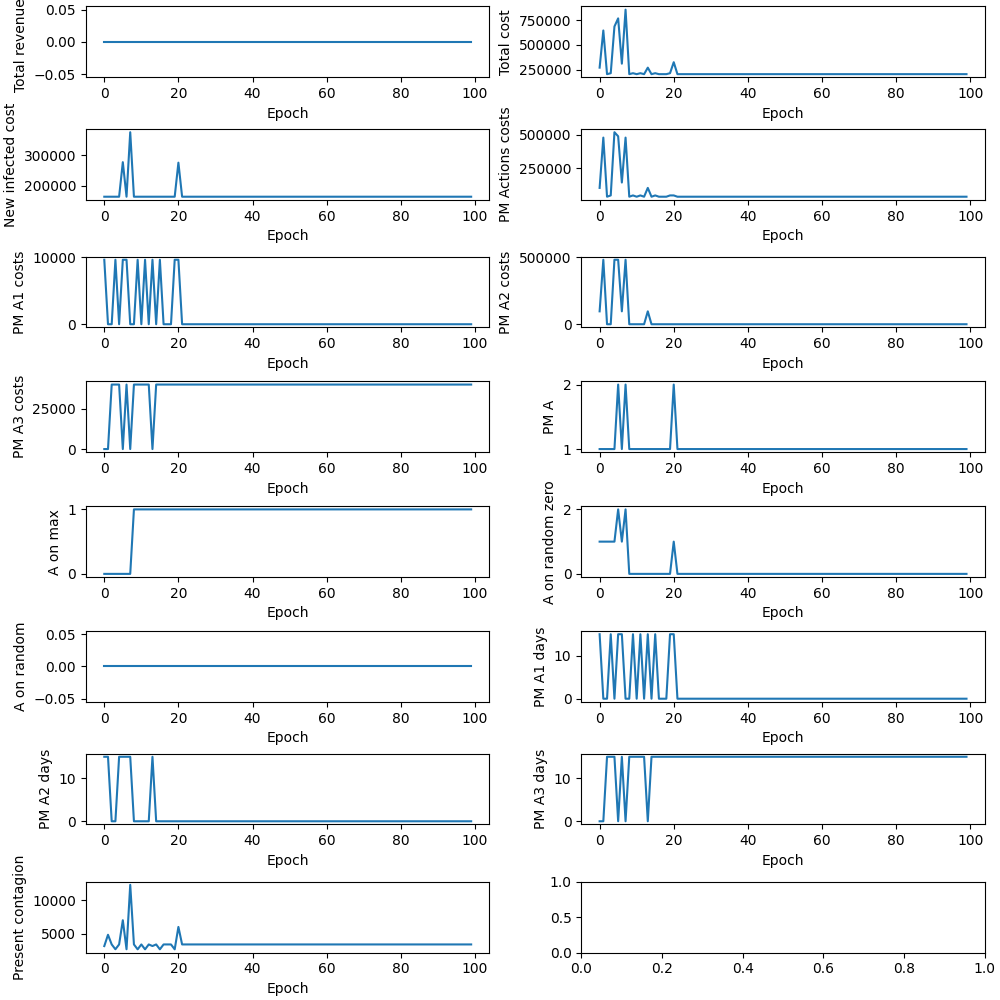 Total revenue
0.05
0.00
−0.05
0 20 40 60 80 100
Epoch
Total cost
750000
500000
250000
0 20 40 60 80 100
Epoch
New infected cost
300000
200000
0 20 40 60 80 100
Epoch
PM Actions costs
500000
250000
0 20 40 60 80 100
Epoch
PM A1 costs
10000
0
0 20 40 60 80 100
Epoch
PM A2 costs
500000
0
0 20 40 60 80 100
Epoch
PM A3 costs
25000
0
0 20 40 60 80 100
Epoch
PM A
2
1
0 20 40 60 80 100
Epoch
A on max
1
0
0 20 40 60 80 100
Epoch
A on random zero
2
0
0 20 40 60 80 100
Epoch
A on random
0.05
0.00
−0.05
0 20 40 60 80 100
Epoch
PM A1 days
10
0
0 20 40 60 80 100
Epoch
PM A2 days
10
0
0 20 40 60 80 100
Epoch
PM A3 days
10
0
0 20 40 60 80 100
Epoch
Present contagion
10000
5000
0 20 40 60 80 100
Epoch
1.0
0.5
0.0
0.0 0.2 0.4 0.6 0.8 1.0